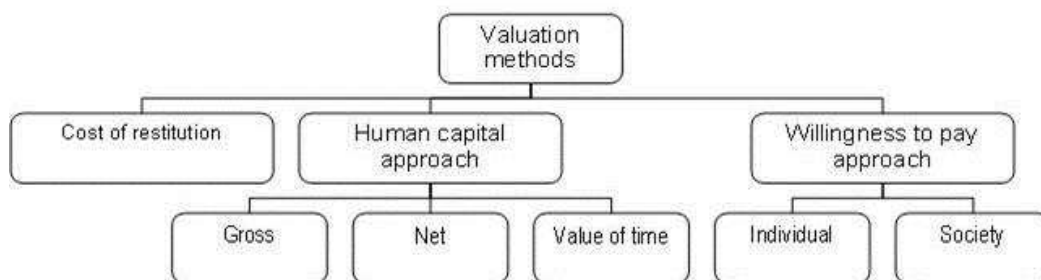 Valuation
methods
Cost of restitution
Human capital
approach
Willingness to pay
approach
Gross
Net
Value of time
Individual
Society